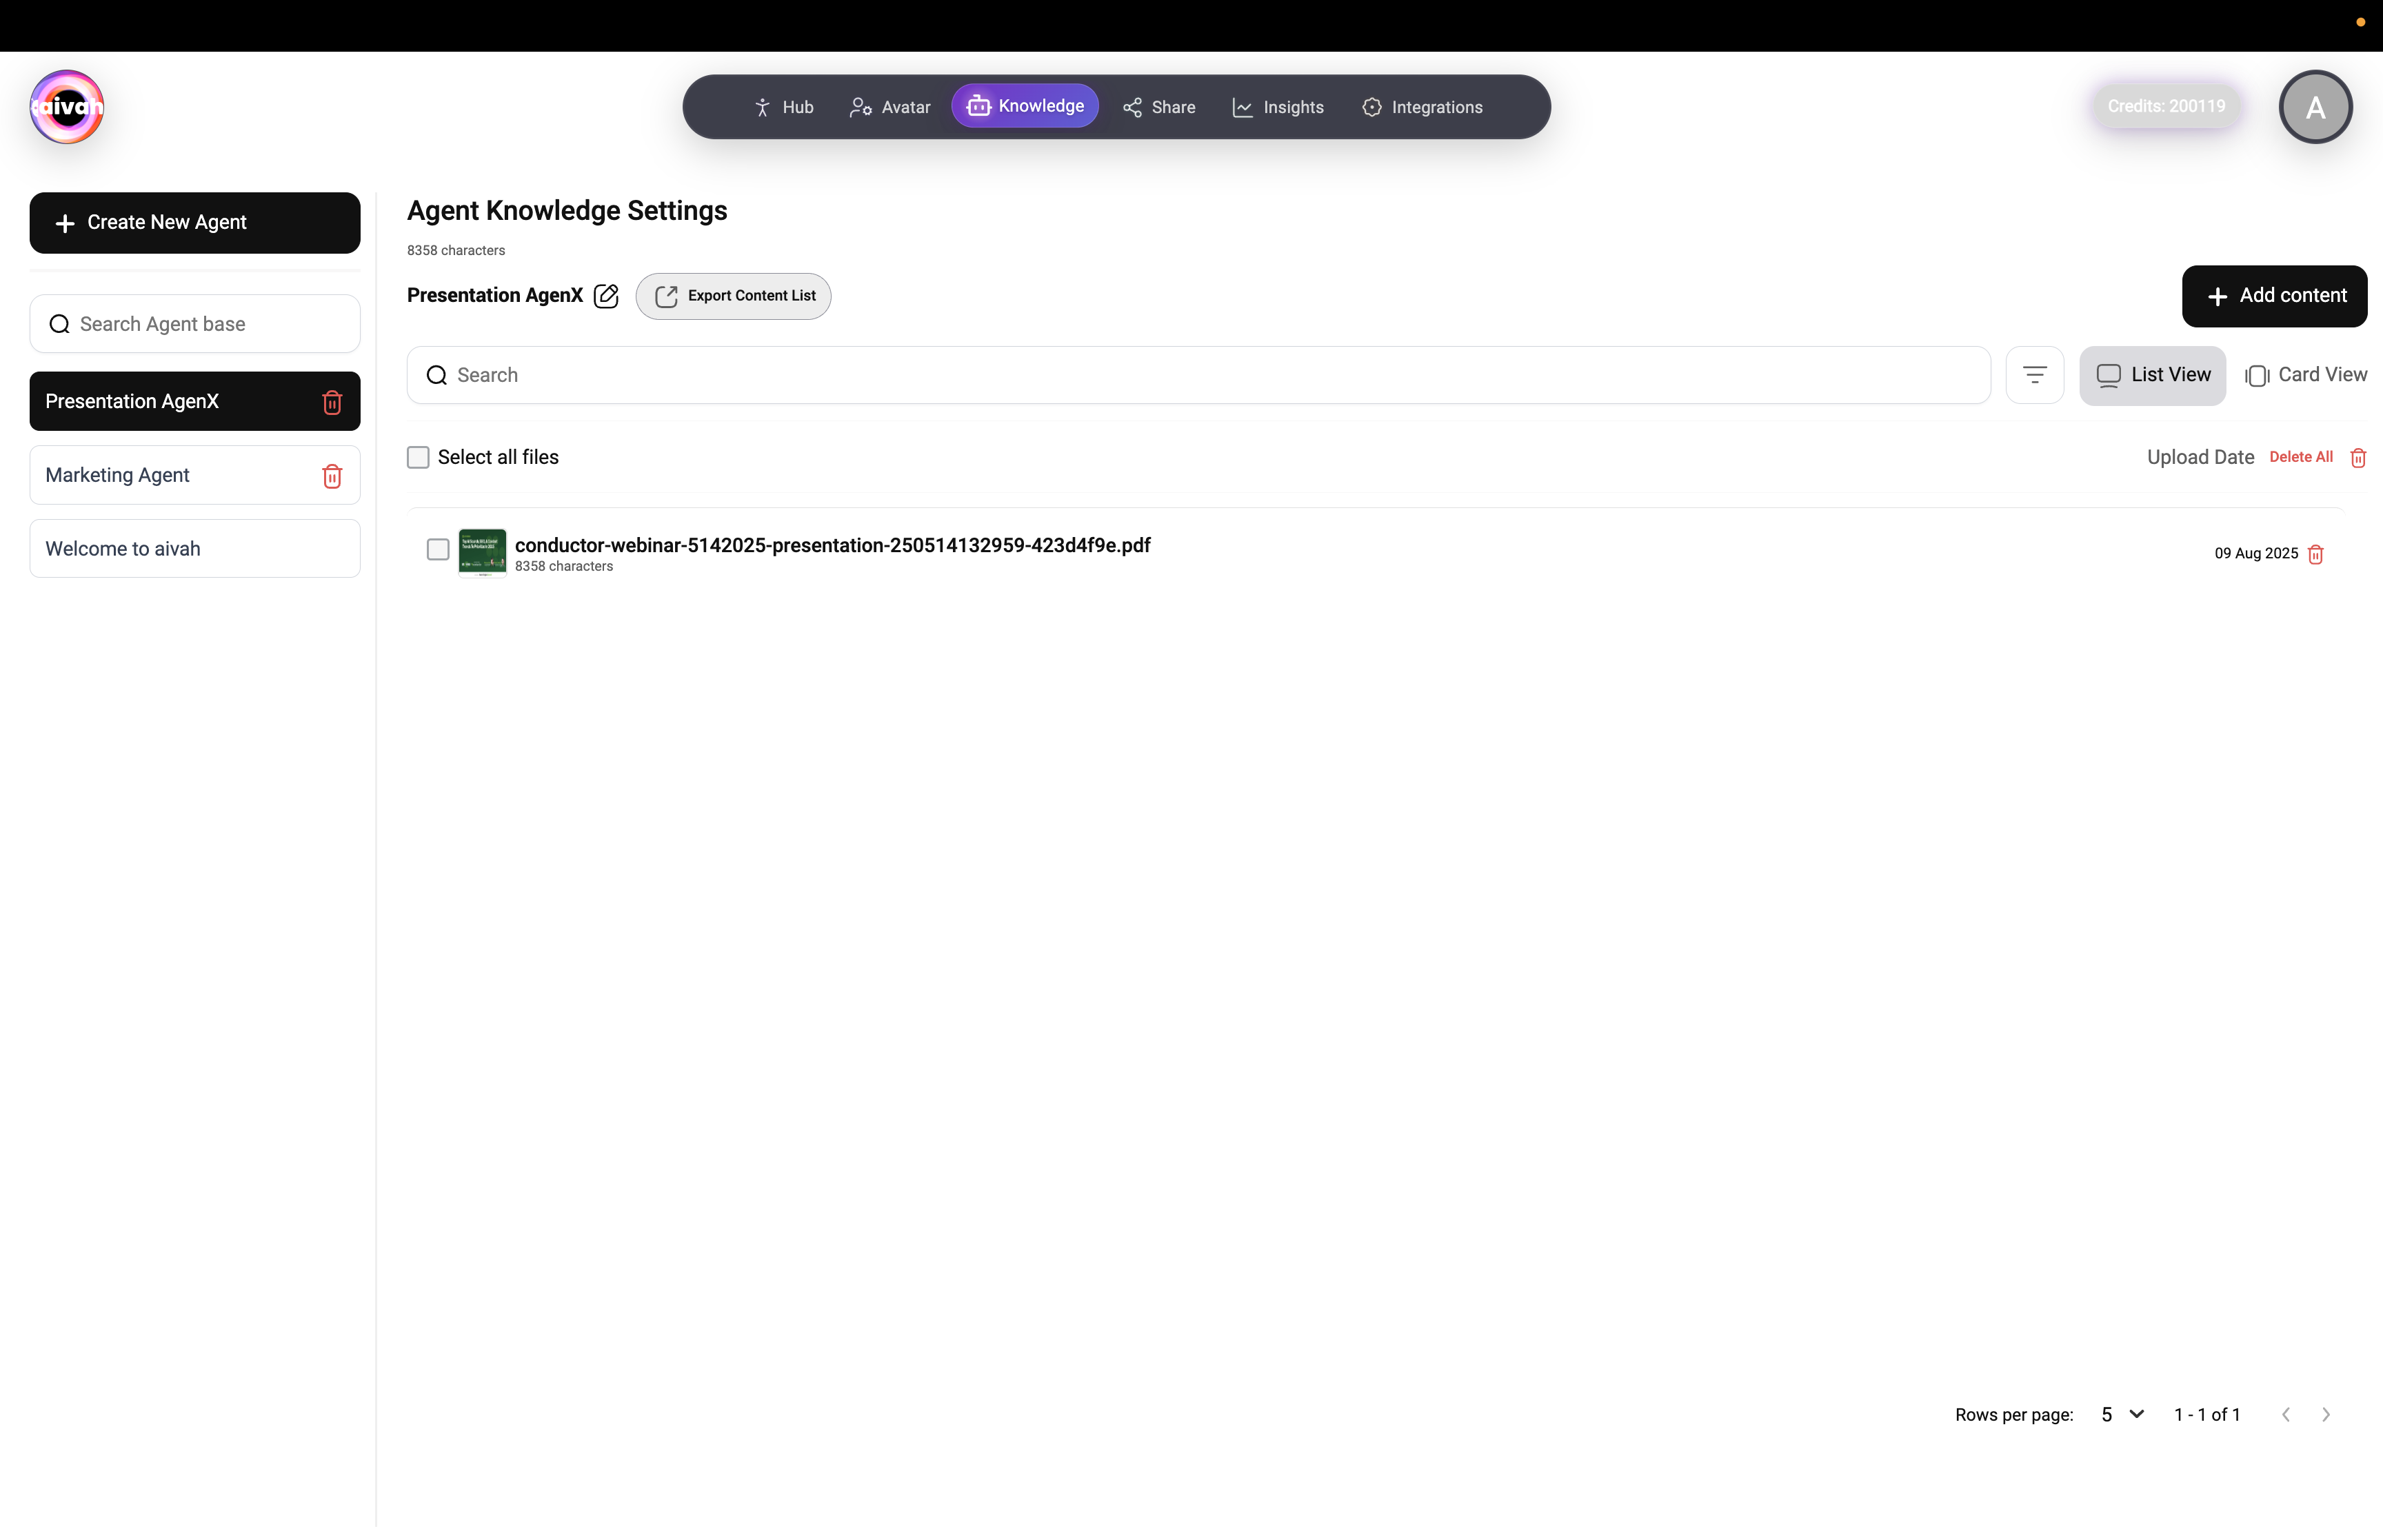 aivah
Hub
Avatar
Knowledge
Share
Insights
Integrations
Credits: 200119
A
Create New Agent
Search Agent base
Presentation AgenX
Marketing Agent
Welcome to aivah
Agent Knowledge Settings
8358 characters
Presentation AgenX
Export Content List
Add content
Search
List View
Card View
Select all files
Upload Date
Delete All
conductor-webinar-5142025-presentation-250514132959-423d4f9e.pdf
8358 characters
09 Aug 2025
Rows per page: 5
1 - 1 of 1